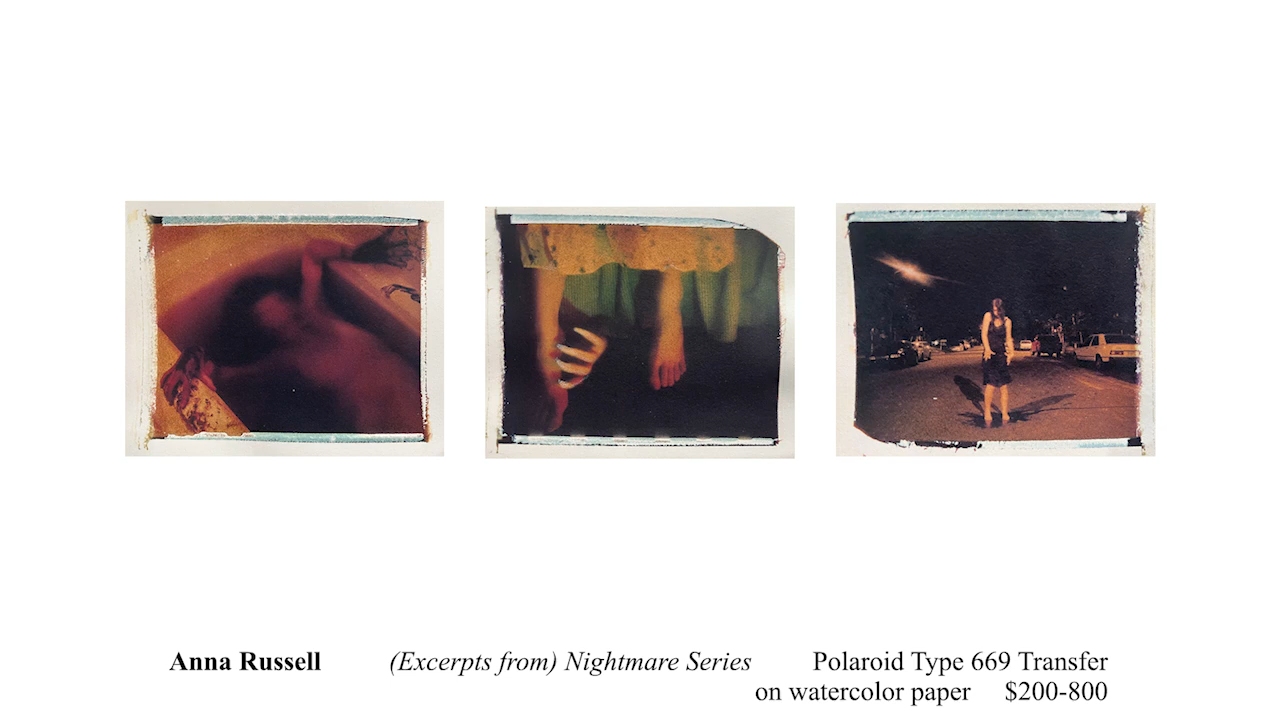 Anna Russell (Excerpts from) Nightmare Series Polaroid Type 669 Transfer
on watercolor paper $200-800